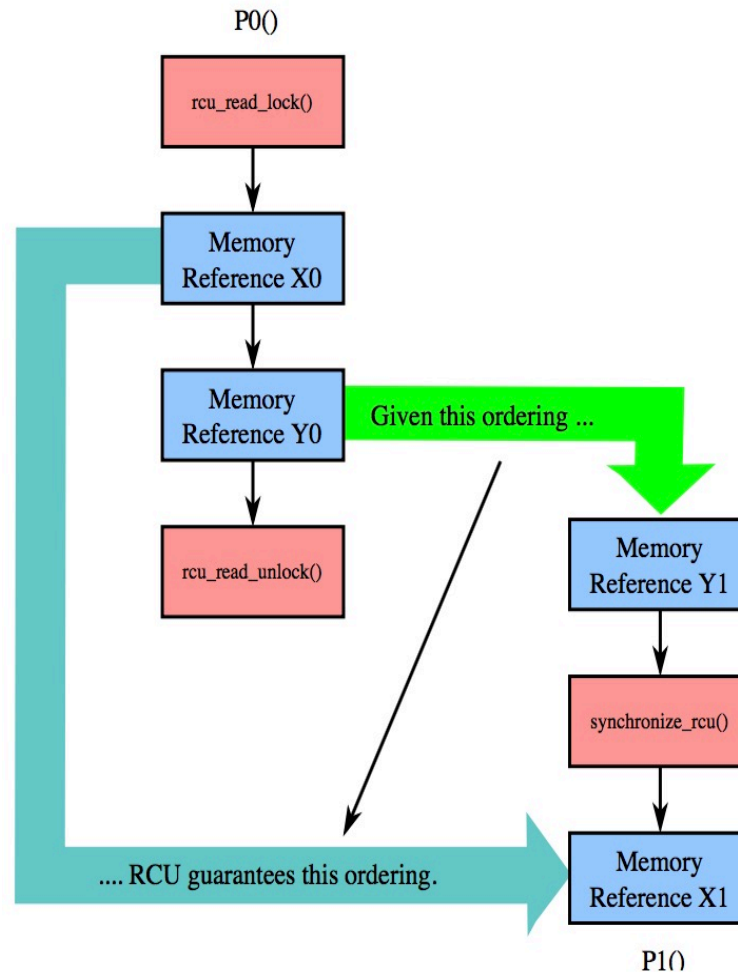 P0()
rcu_read_lock()
Memory
Reference X0
Memory
Reference Y0
Given this ordering ...
rcu_read_unlock()
Memory
Reference Y1
synchronize_rcu()
.... RCU guarantees this ordering.
Memory
Reference X1
P1()